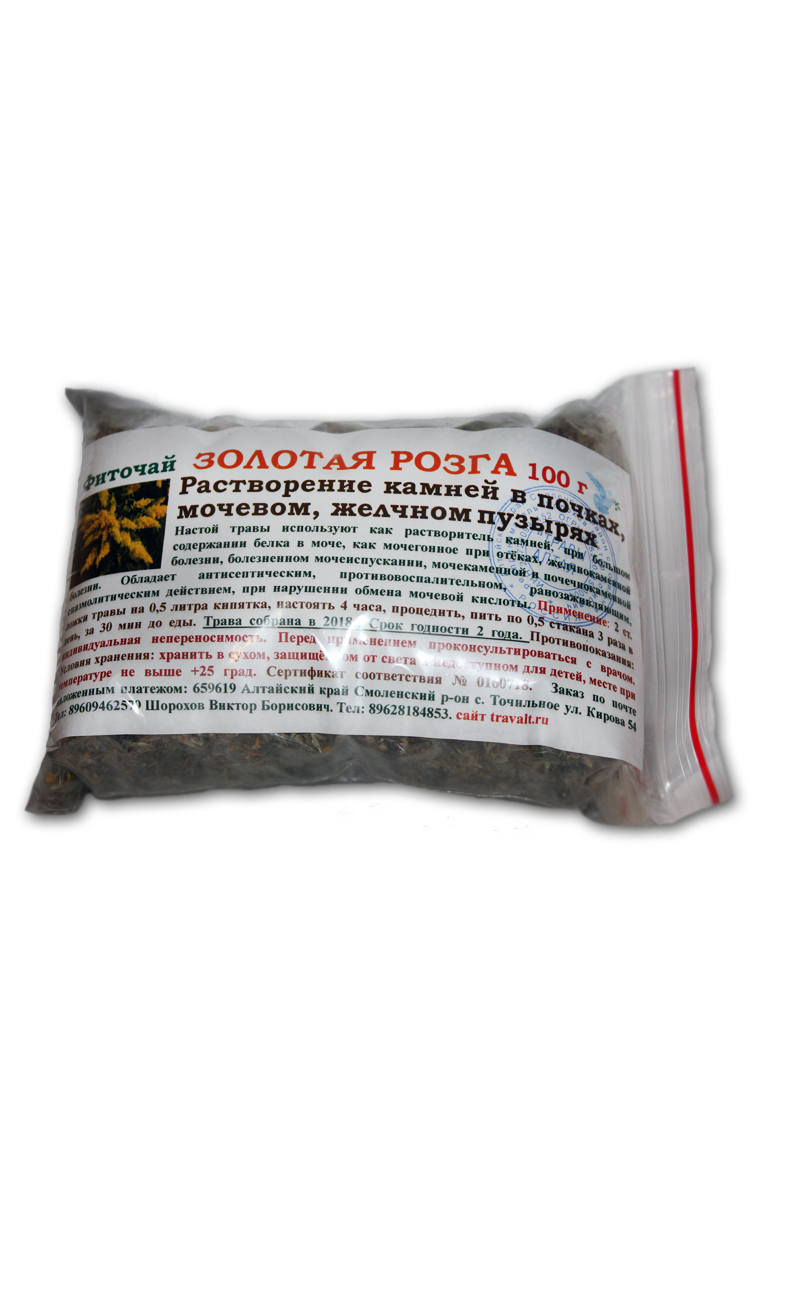 Фиточай ЗОЛОТАЯ РОЗГА 100 г
Растворение камней в почках,
мочевом, желчном пузырях
Настой травы используют как растворитель камней, при большом
содержании белка в моче, как мочегонное при отёках, желчнокаменной
болезни, болезненном мочеиспускании, мочекаменной и почечнокаменной
болезни. Обладает антисептическим, противовоспалительным, ранозаживляющим,
спазмолитическим действием, при нарушении обмена мочевой кислоты. Применение: 2 ст.
ложки травы на 0,5 литра кипятка, настоять 4 часа, процедить, пить по 0,5 стакана 3 раза в
день, за 30 мин до еды. Трава собрана в 2018 Срок годности 2 года. Противопоказания:
индивидуальная непереносимость. Перед применением проконсультироваться с врачом.
Условия хранения: хранить в сухом, защищённом от света и недоступном для детей, месте при
температуре не выше +25 град. Сертификат соответствия № 0160718. Заказ по почте
наложенным платежом: 659619 Алтайский край Смоленский р-он с. Точильное ул. Кирова 54
Тел: 89609462579 Шорохов Виктор Борисович. Тел: 89628184853. сайт travalt.ru